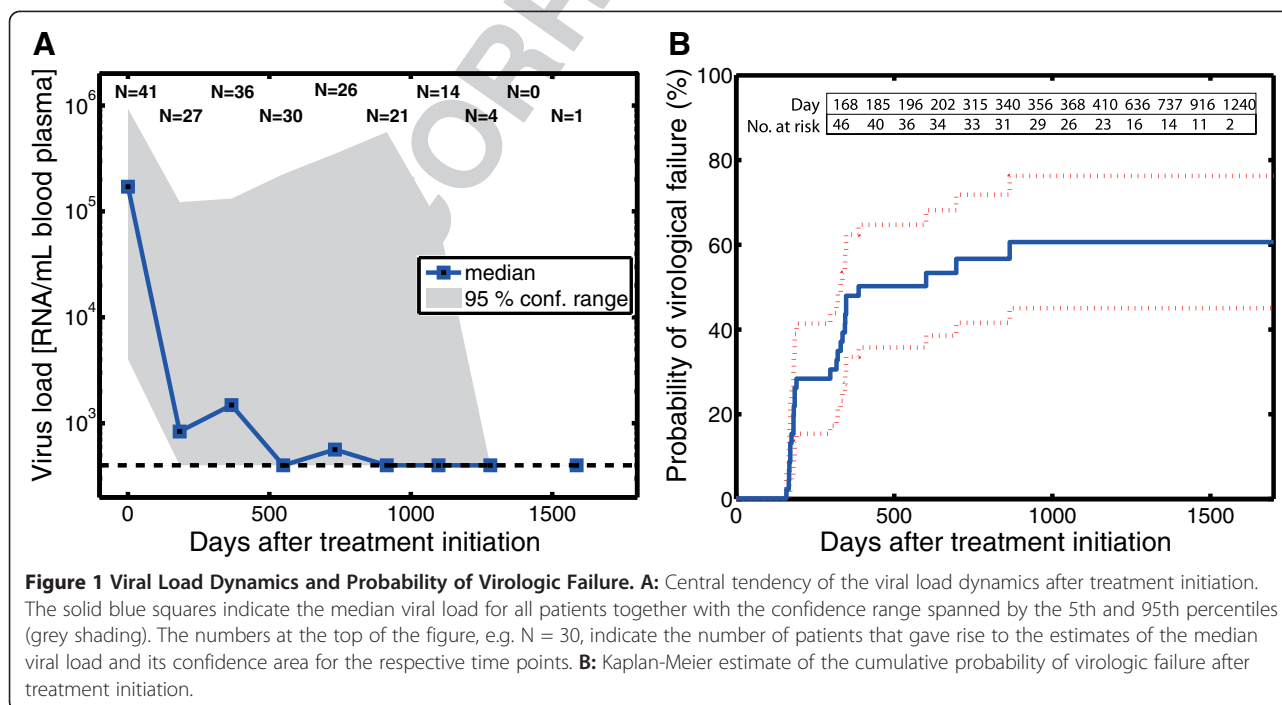 A
Virus load [RNA/mL blood plasma]
10^6
10^5
10^4
10^3
N=41 N=36 N=26 N=14 N=0
N=27 N=30 N=21 N=4 N=1
median
95 % conf. range
0 500 1000 1500
Days after treatment initiation
B
Probability of virological failure (%)
100
80
60
40
20
0
Day 168 185 196 202 315 340 356 368 410 636 737 916 1240
No. at risk 46 40 36 34 33 31 29 26 23 16 14 11 2
0 500 1000 1500
Days after treatment initiation
Figure 1 Viral Load Dynamics and Probability of Virologic Failure. A: Central tendency of the viral load dynamics after treatment initiation.
The solid blue squares indicate the median viral load for all patients together with the confidence range spanned by the 5th and 95th percentiles
(grey shading). The numbers at the top of the figure, e.g. N = 30, indicate the number of patients that gave rise to the estimates of the median
viral load and its confidence area for the respective time points. B: Kaplan-Meier estimate of the cumulative probability of virologic failure after
treatment initiation.